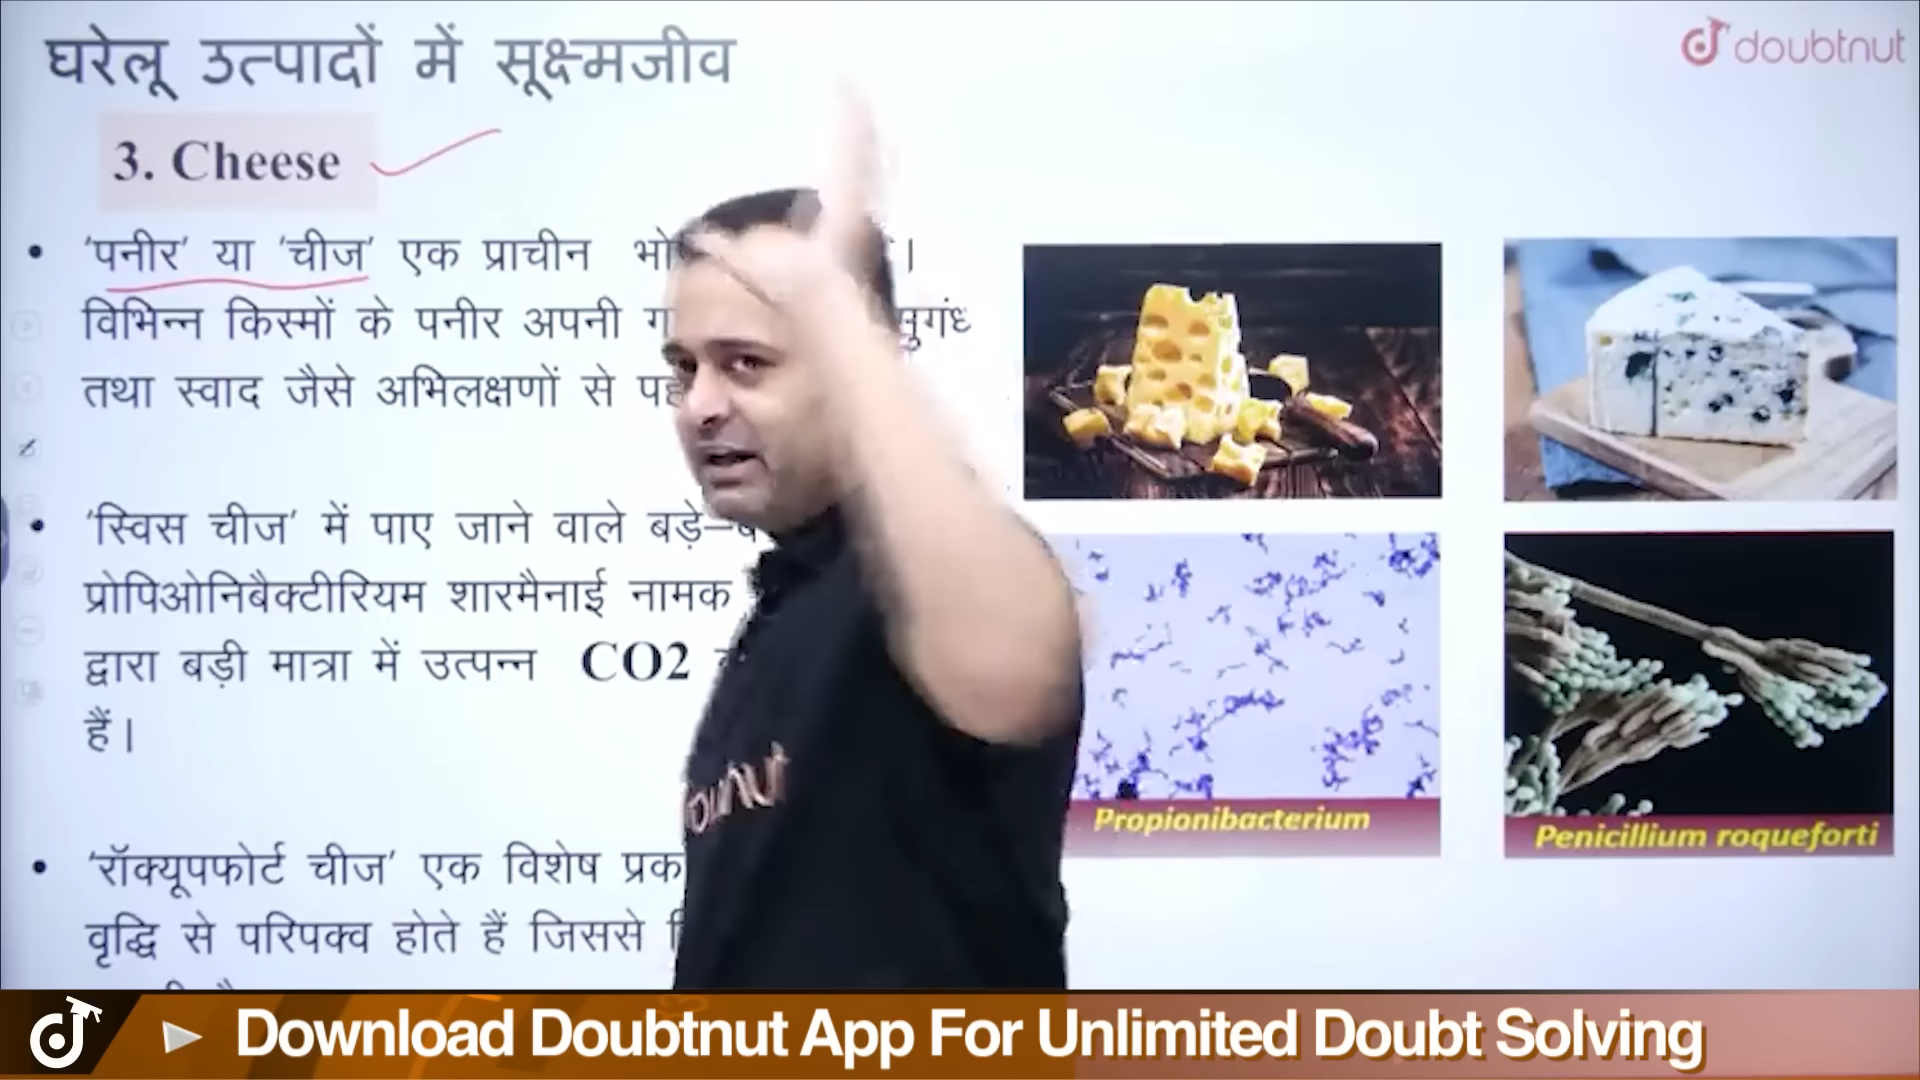 घरेलू उत्पादों में सूक्ष्मजीव
doubtnut
3. Cheese
• 'पनीर' या 'चीज' एक प्राचीन
विभिन्न किस्मों के पनीर अपनी सुगंध
तथा स्वाद जैसे अभिलक्षणों से
• 'स्विस चीज' में पाए जाने वाले बड़े–
प्रोपिओनिबैक्टीरियम शारमैनाई नामक
द्वारा बड़ी मात्रा में उत्पन्न CO2
हैं।
• 'रॉक्यूपफोर्ट चीज' एक विशेष
वृद्धि से परिपक्व होते हैं जिससे
Propionibacterium
Penicillium roqueforti
Download Doubtnut App For Unlimited Doubt Solving